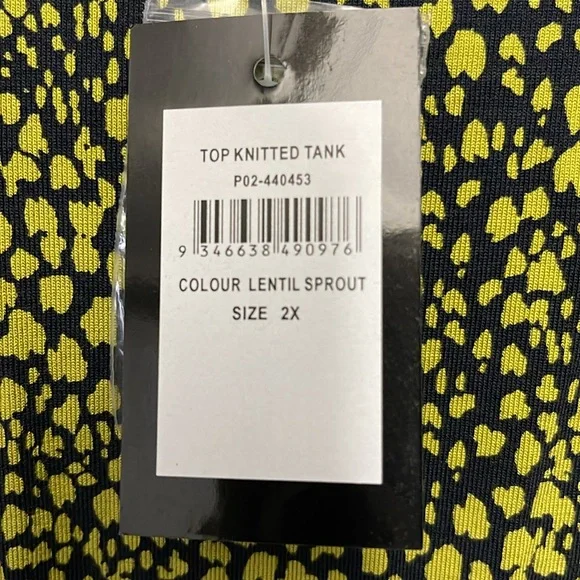 TOP KNITTED TANK
P02-440453
9 346638 490976
COLOUR LENTIL SPROUT
SIZE 2X